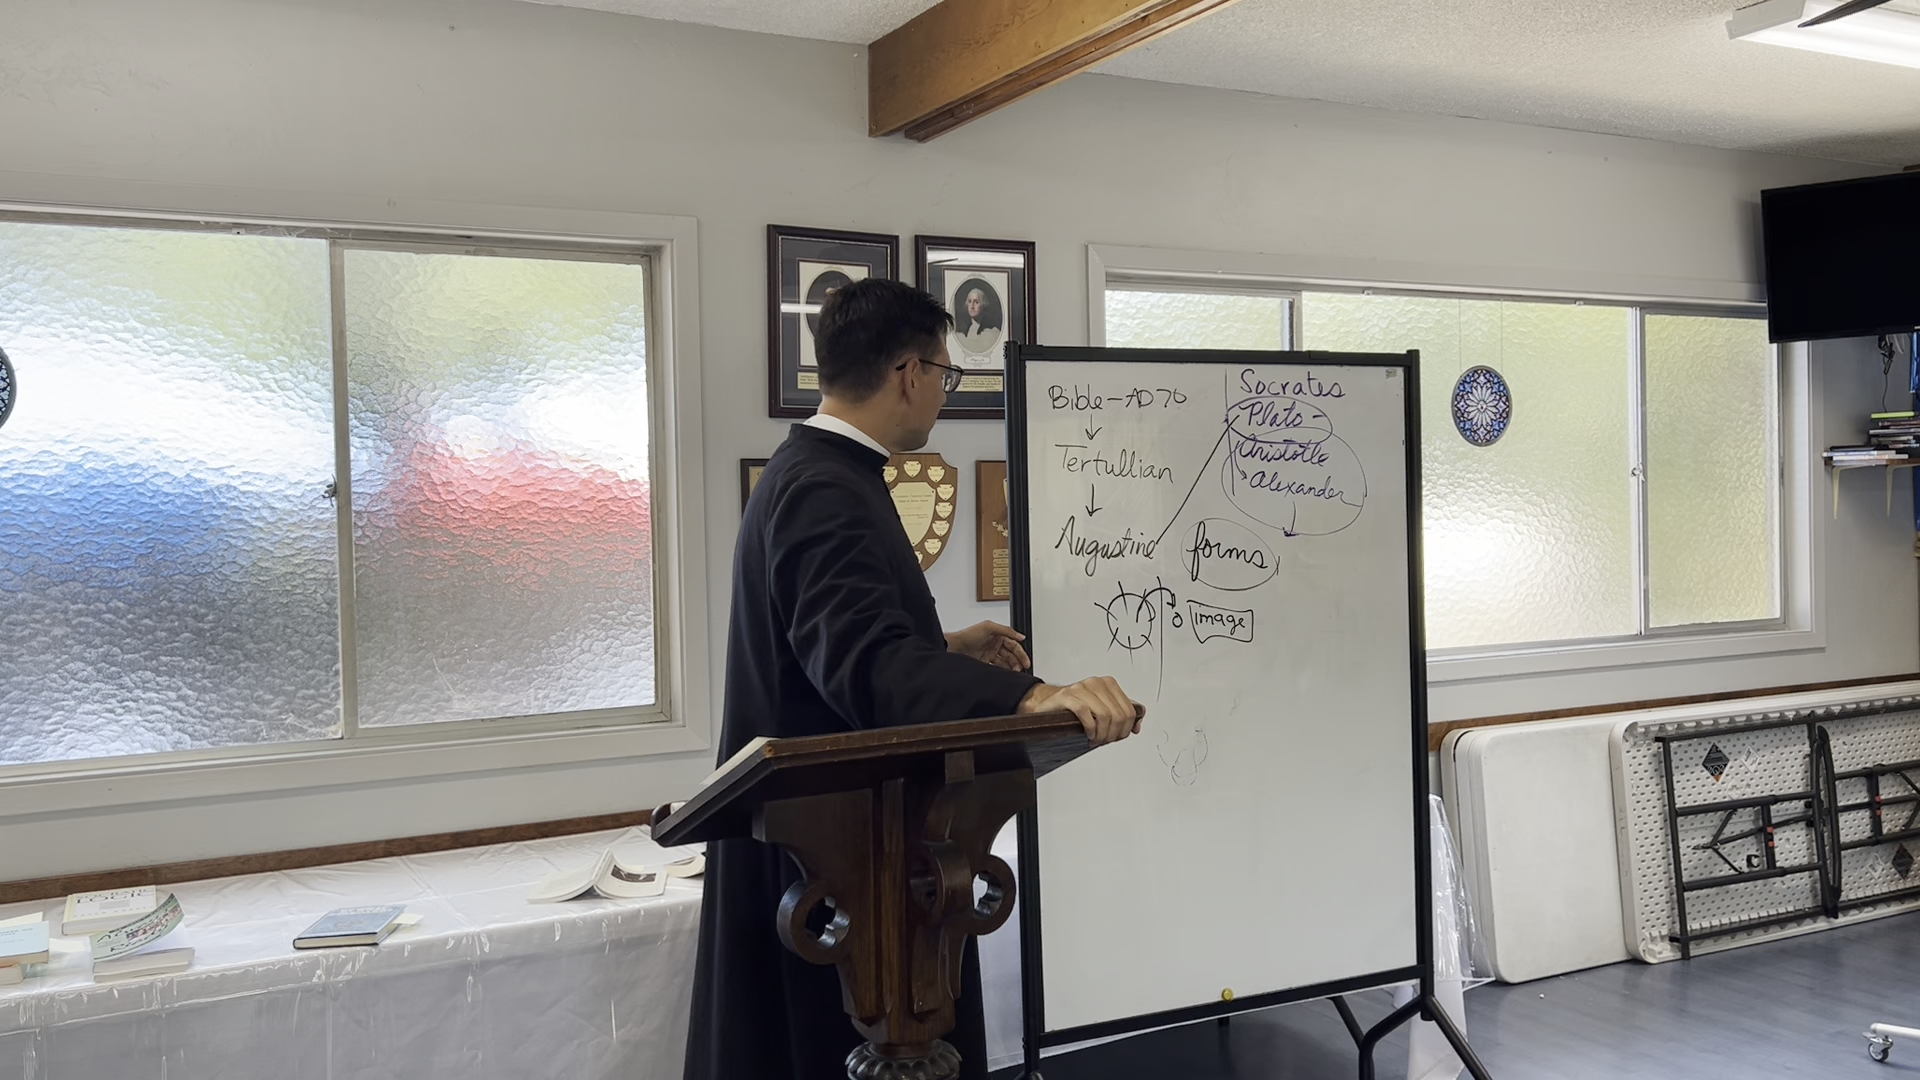 Bible - AD 70
Tertullian
Augustine
Socrates
Plato -
Aristotle
Alexander
forms
image